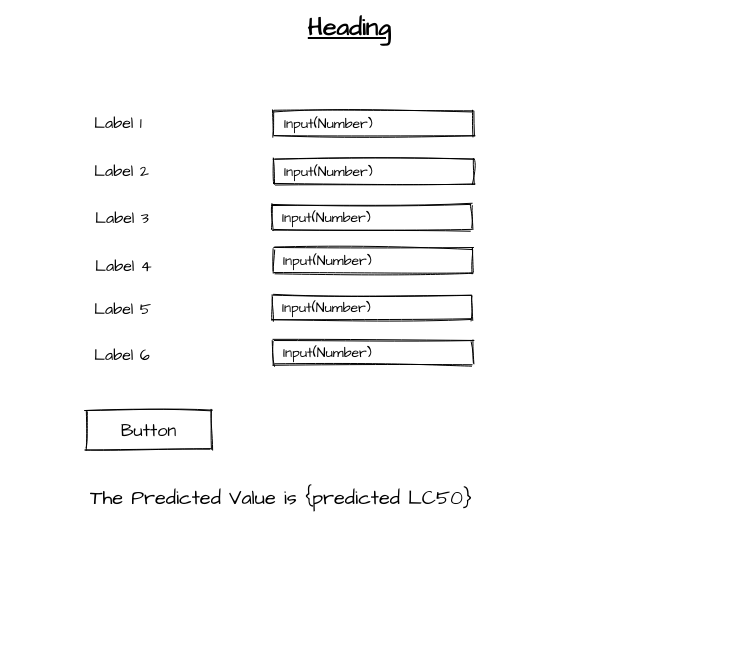 Heading
Label 1 Input(Number)
Label 2 Input(Number)
Label 3 Input(Number)
Label 4 Input(Number)
Label 5 Input(Number)
Label 6 Input(Number)
Button
The Predicted Value is {predicted LC50}